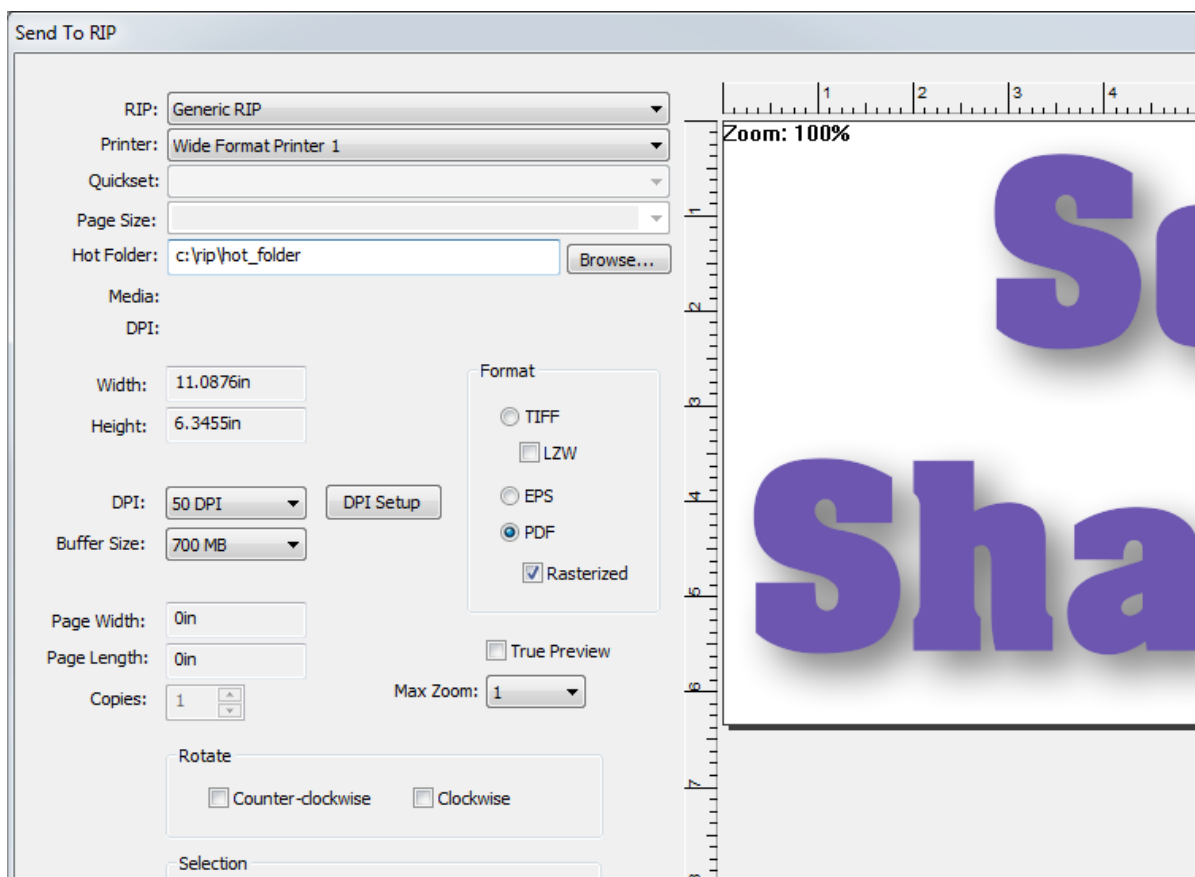 Send To RIP
RIP: Generic RIP
Printer: Wide Format Printer 1
Quickset:
Page Size:
Hot Folder: c:\rip\hot_folder Browse...
Media:
DPI:
Width: 11.0876in
Height: 6.3455in
Format
TIFF
LZW
EPS
PDF
Rasterized
DPI: 50 DPI DPI Setup
Buffer Size: 700 MB
Page Width: 0in
Page Length: 0in
Copies: 1
True Preview
Max Zoom: 1
Rotate
Counter-clockwise Clockwise
Selection
1 2 3 4
Zoom: 100%
1
2
3
4
5
6
7
8
S
Sha